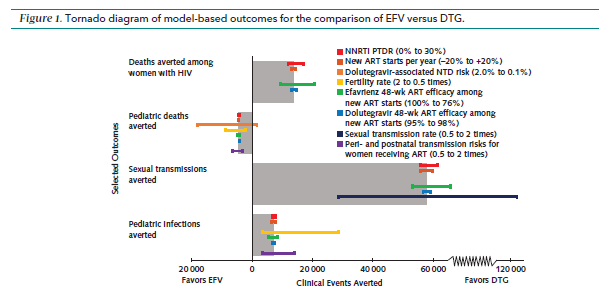 Figure 1. Tornado diagram of model-based outcomes for the comparison of EFV versus DTG.
Deaths averted among
women with HIV
Pediatric deaths
averted
Sexual transmissions
averted
Pediatric infections
averted
Selected Outcomes
NNRTI PTDR (0% to 30%)
New ART starts per year (–20% to +20%)
Dolutegravir-associated NTD risk (2.0% to 0.1%)
Fertility rate (2 to 0.5 times)
Efavirenz 48-wk ART efficacy among
new ART starts (100% to 76%)
Dolutegravir 48-wk ART efficacy among
new ART starts (95% to 98%)
Sexual transmission rate (0.5 to 2 times)
Peri- and postnatal transmission risks for
women receiving ART (0.5 to 2 times)
20 000 0 20 000 40 000 60 000 120 000
Favors EFV Clinical Events Averted Favors DTG